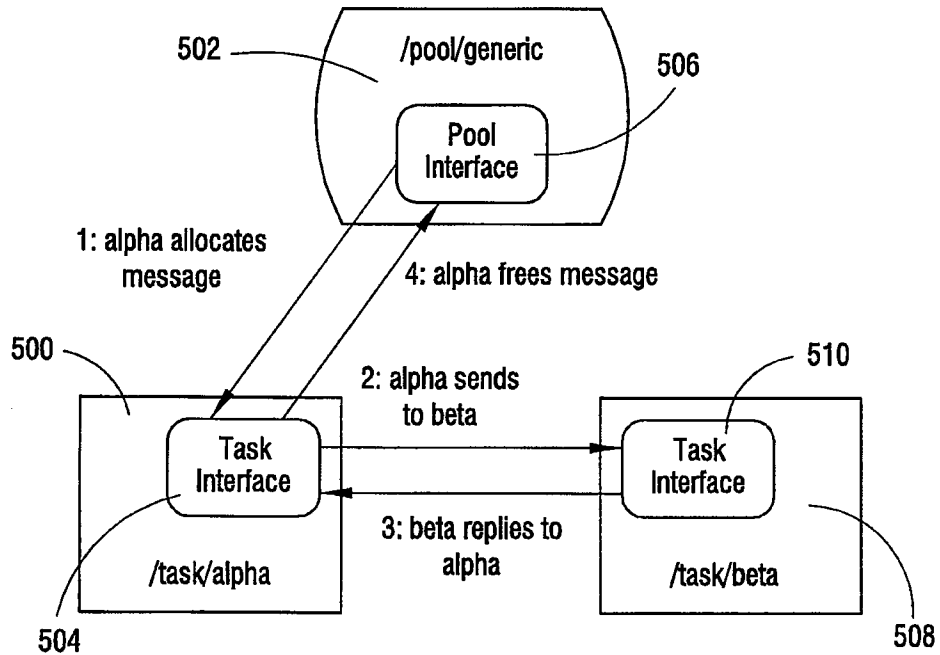 502
/pool/generic
506
Pool
Interface
1: alpha allocates
message
4: alpha frees message
500
2: alpha sends
to beta
510
Task
Interface
Task
Interface
3: beta replies to
alpha
/task/alpha
/task/beta
504
508